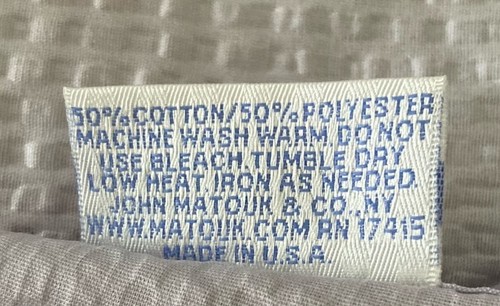 50% COTTON/50% POLYESTER
MACHINE WASH WARM. DO NOT
USE BLEACH. TUMBLE DRY
LOW HEAT. IRON AS NEEDED.
JOHN MATOUK & CO., NY
WWW.MATOUK.COM RN 17415
MADE IN U.S.A.